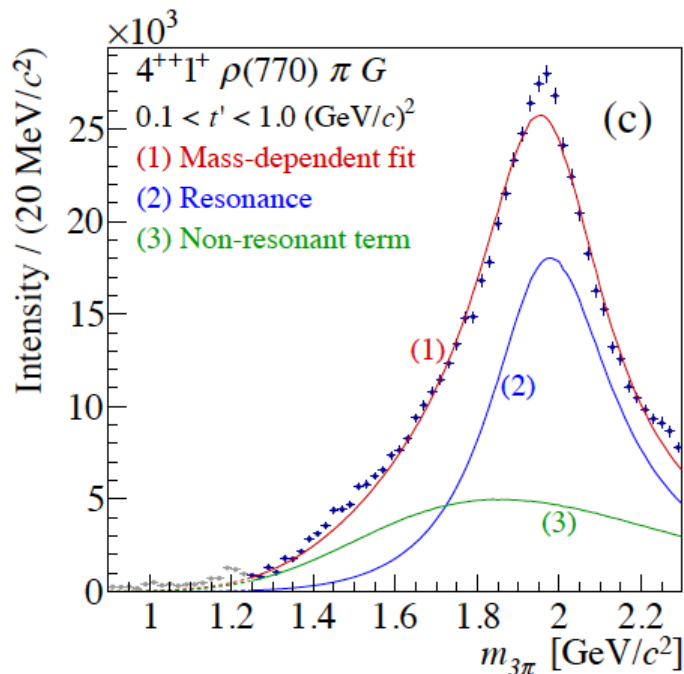 ×10³
4⁺⁺1⁺ ρ(770) π G
0.1 < t' < 1.0 (GeV/c)²
(c)
(1) Mass-dependent fit
(2) Resonance
(3) Non-resonant term
Intensity / (20 MeV/c²)
25
20
15
10
5
0
(1)
(2)
(3)
1 1.2 1.4 1.6 1.8 2 2.2
m₃π [GeV/c²]